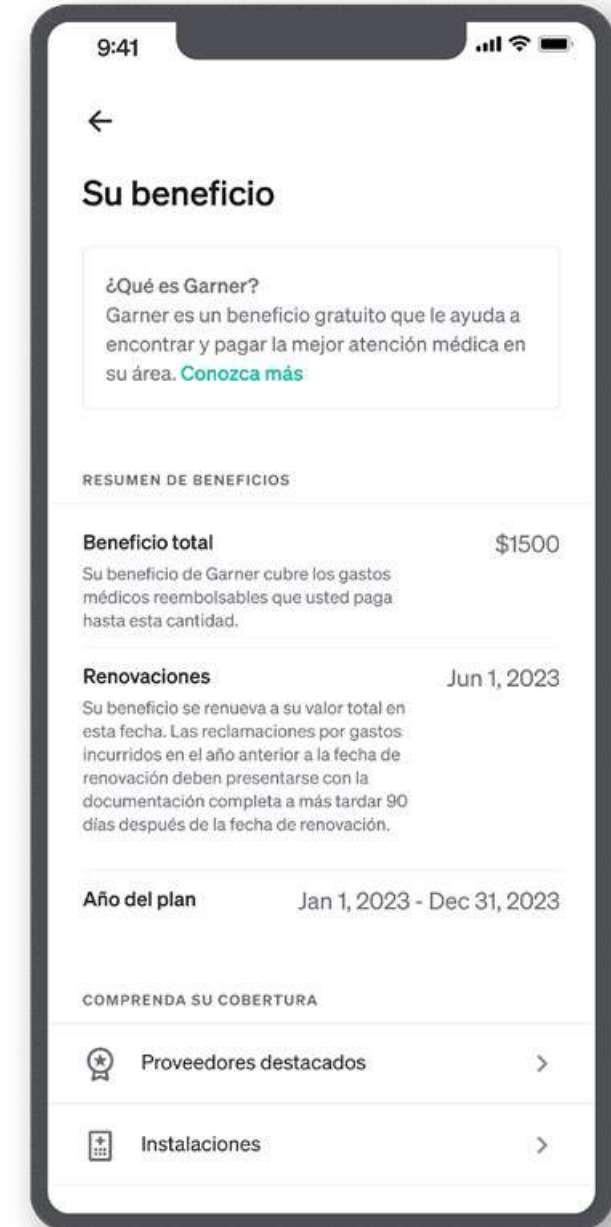 9:41
Su beneficio
¿Qué es Garner?
Garner es un beneficio gratuito que le ayuda a
encontrar y pagar la mejor atención médica en
su área. Conozca más
RESUMEN DE BENEFICIOS
Beneficio total $1500
Su beneficio de Garner cubre los gastos
médicos reembolsables que usted paga
hasta esta cantidad.
Renovaciones Jun 1, 2023
Su beneficio se renueva a su valor total en
esta fecha. Las reclamaciones por gastos
incurridos en el año anterior a la fecha de
renovación deben presentarse con la
documentación completa a más tardar 90
días después de la fecha de renovación.
Año del plan Jan 1, 2023 - Dec 31, 2023
COMPRENDA SU COBERTURA
Proveedores destacados
Instalaciones